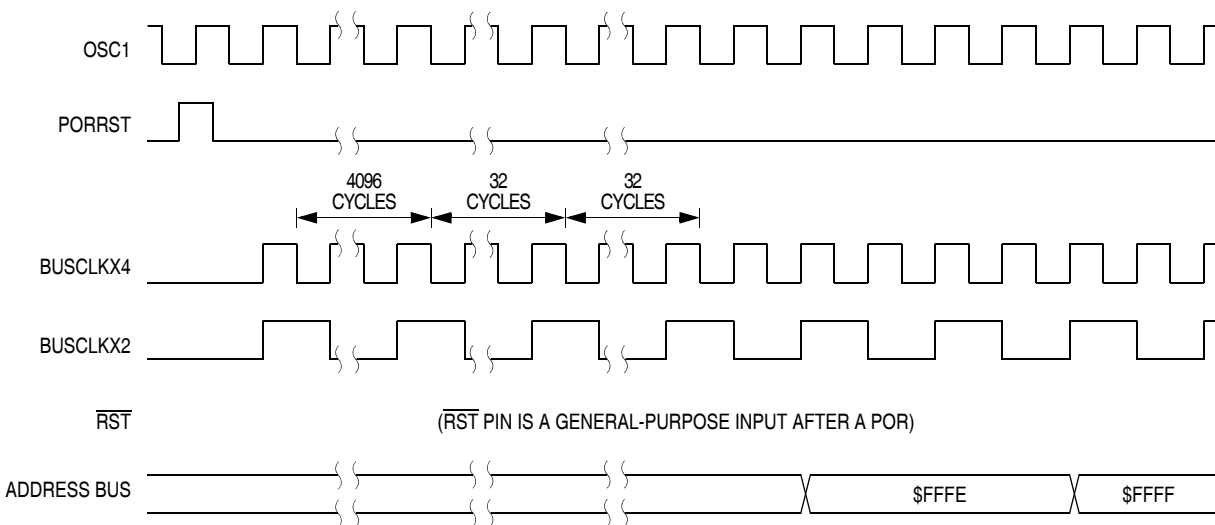 OSC1
PORRST
4096
CYCLES
32
CYCLES
32
CYCLES
BUSCLKX4
BUSCLKX2
RST
(RST PIN IS A GENERAL-PURPOSE INPUT AFTER A POR)
ADDRESS BUS
$FFFE
$FFFF